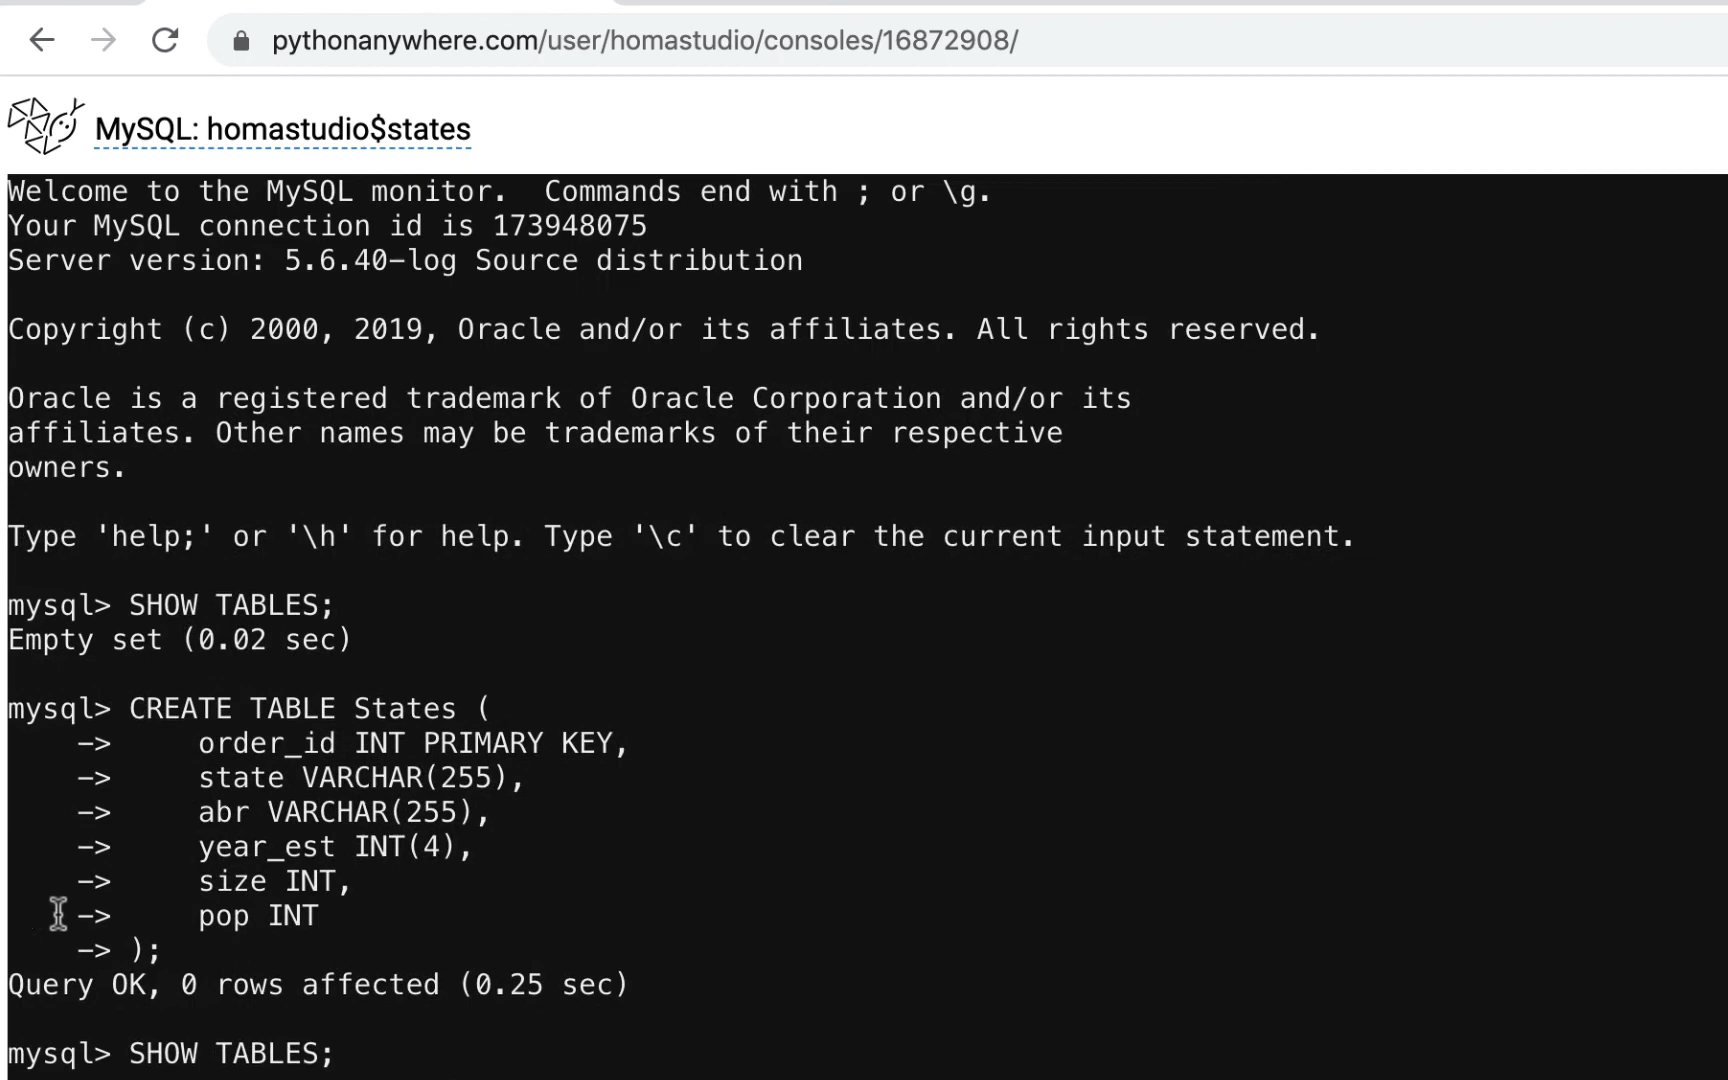 pythonanywhere.com/user/homastudio/consoles/16872908/
MySQL: homastudio$states
Welcome to the MySQL monitor.  Commands end with ; or \g.
Your MySQL connection id is 173948075
Server version: 5.6.40-log Source distribution
Copyright (c) 2000, 2019, Oracle and/or its affiliates. All rights reserved.
Oracle is a registered trademark of Oracle Corporation and/or its
affiliates. Other names may be trademarks of their respective
owners.
Type 'help;' or '\h' for help. Type '\c' to clear the current input statement.
mysql> SHOW TABLES;
Empty set (0.02 sec)
mysql> CREATE TABLE States (
    ->     order_id INT PRIMARY KEY,
    ->     state VARCHAR(255),
    ->     abr VARCHAR(255),
    ->     year_est INT(4),
    ->     size INT,
    ->     pop INT
    -> );
Query OK, 0 rows affected (0.25 sec)
mysql> SHOW TABLES;